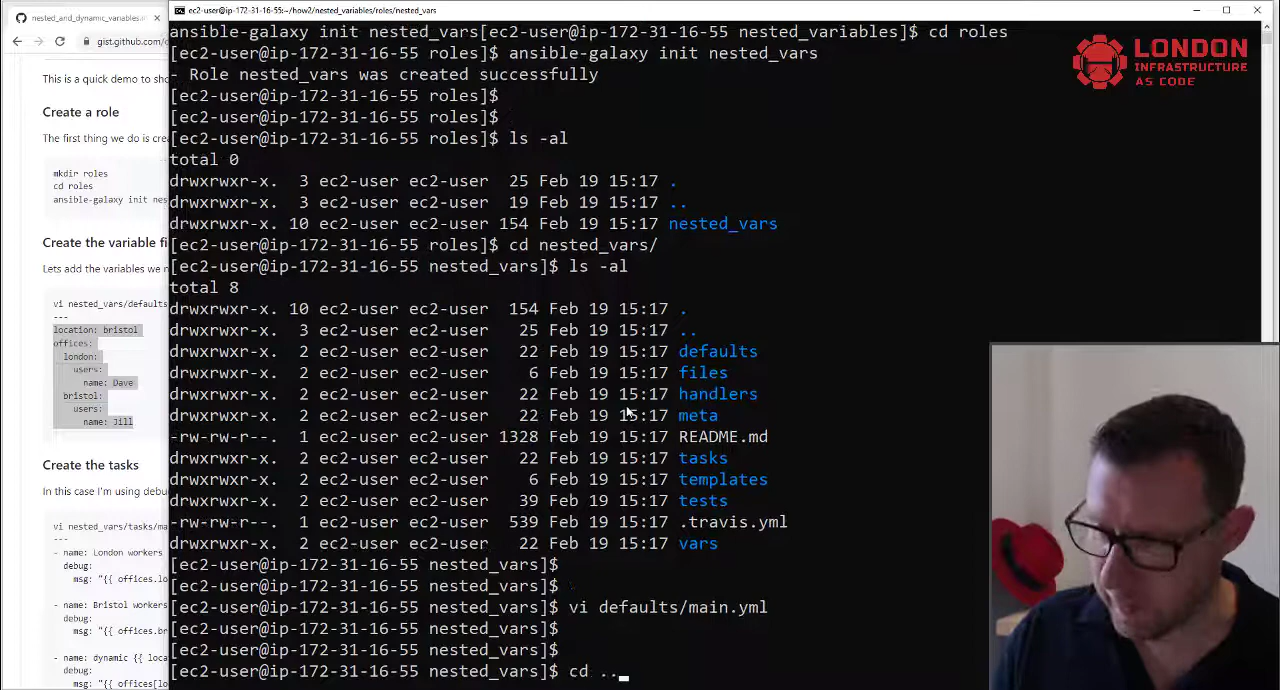 nested_and_dynamic_variables.
gist.github.com/
This is a quick demo to sho
Create a role
The first thing we do is crea
mkdir roles
cd roles
ansible-galaxy init nes
Create the variable fi
Lets add the variables we n
vi nested_vars/defaults
---
location: bristol
offices:
london:
users:
name: Dave
bristol:
users:
name: Jill
Create the tasks
In this case I'm using debu
vi nested_vars/tasks/ma
---
- name: London workers
debug:
msg: "{{ offices.lo
- name: Bristol workers
debug:
msg: "{{ offices.br
- name: dynamic {{ loca
debug:
msg: "{{ offices[lo
ec2-user@ip-172-31-16-55:~/how2/nested_variables/roles/nested_vars
ansible-galaxy init nested_vars[ec2-user@ip-172-31-16-55 nested_variables]$ cd roles
[ec2-user@ip-172-31-16-55 roles]$ ansible-galaxy init nested_vars
- Role nested_vars was created successfully
[ec2-user@ip-172-31-16-55 roles]$
[ec2-user@ip-172-31-16-55 roles]$
[ec2-user@ip-172-31-16-55 roles]$ ls -al
total 0
drwxrwxr-x. 3 ec2-user ec2-user 25 Feb 19 15:17 .
drwxrwxr-x. 3 ec2-user ec2-user 19 Feb 19 15:17 ..
drwxrwxr-x. 10 ec2-user ec2-user 154 Feb 19 15:17 nested_vars
[ec2-user@ip-172-31-16-55 roles]$ cd nested_vars/
[ec2-user@ip-172-31-16-55 nested_vars]$ ls -al
total 8
drwxrwxr-x. 10 ec2-user ec2-user 154 Feb 19 15:17 .
drwxrwxr-x. 3 ec2-user ec2-user 25 Feb 19 15:17 ..
drwxrwxr-x. 2 ec2-user ec2-user 22 Feb 19 15:17 defaults
drwxrwxr-x. 2 ec2-user ec2-user 6 Feb 19 15:17 files
drwxrwxr-x. 2 ec2-user ec2-user 22 Feb 19 15:17 handlers
drwxrwxr-x. 2 ec2-user ec2-user 22 Feb 19 15:17 meta
-rw-rw-r--. 1 ec2-user ec2-user 1328 Feb 19 15:17 README.md
drwxrwxr-x. 2 ec2-user ec2-user 22 Feb 19 15:17 tasks
drwxrwxr-x. 2 ec2-user ec2-user 6 Feb 19 15:17 templates
drwxrwxr-x. 2 ec2-user ec2-user 39 Feb 19 15:17 tests
-rw-rw-r--. 1 ec2-user ec2-user 539 Feb 19 15:17 .travis.yml
drwxrwxr-x. 2 ec2-user ec2-user 22 Feb 19 15:17 vars
[ec2-user@ip-172-31-16-55 nested_vars]$
[ec2-user@ip-172-31-16-55 nested_vars]$
[ec2-user@ip-172-31-16-55 nested_vars]$ vi defaults/main.yml
[ec2-user@ip-172-31-16-55 nested_vars]$
[ec2-user@ip-172-31-16-55 nested_vars]$
[ec2-user@ip-172-31-16-55 nested_vars]$ cd ..
LONDON
INFRASTRUCTURE
AS CODE